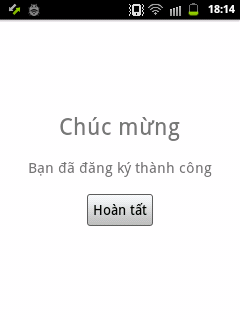 18:14
Chúc mừng
Bạn đã đăng ký thành công
Hoàn tất